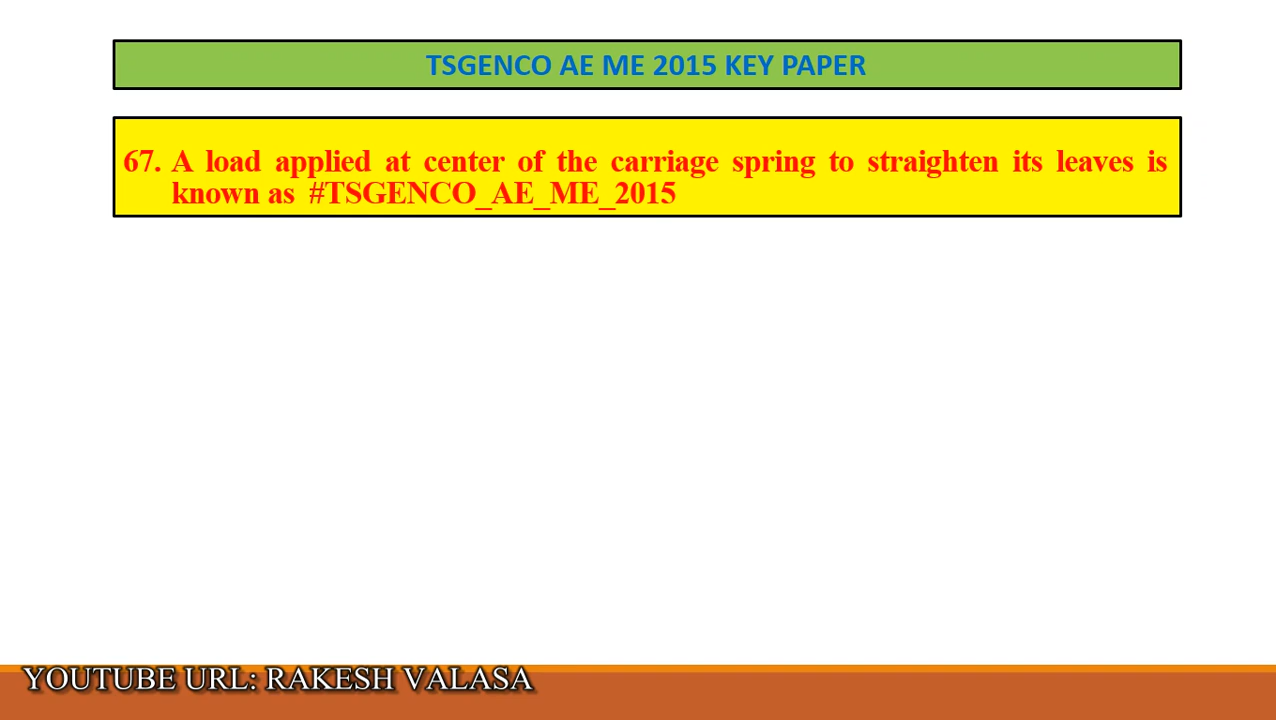 TSGENCO AE ME 2015 KEY PAPER
67. A load applied at center of the carriage spring to straighten its leaves is
known as #TSGENCO_AE_ME_2015
YOUTUBE URL: RAKESH VALASA